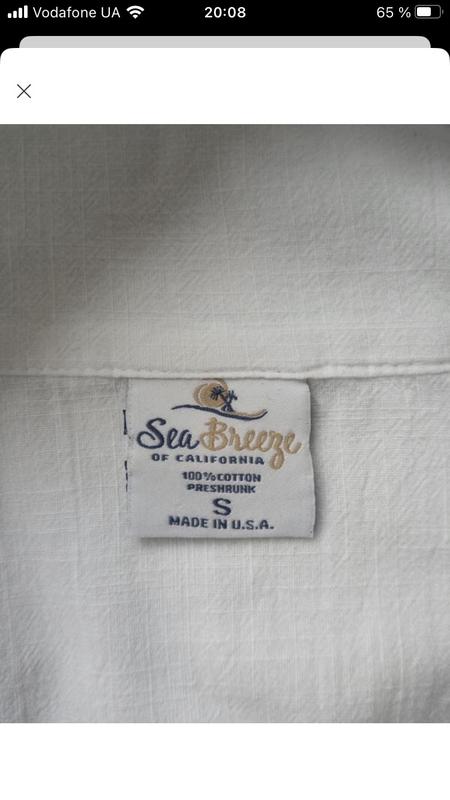 Vodafone UA
20:08
65 %
Sea Breeze
OF CALIFORNIA
100%COTTON
PRESHRUNK
S
MADE IN U.S.A.